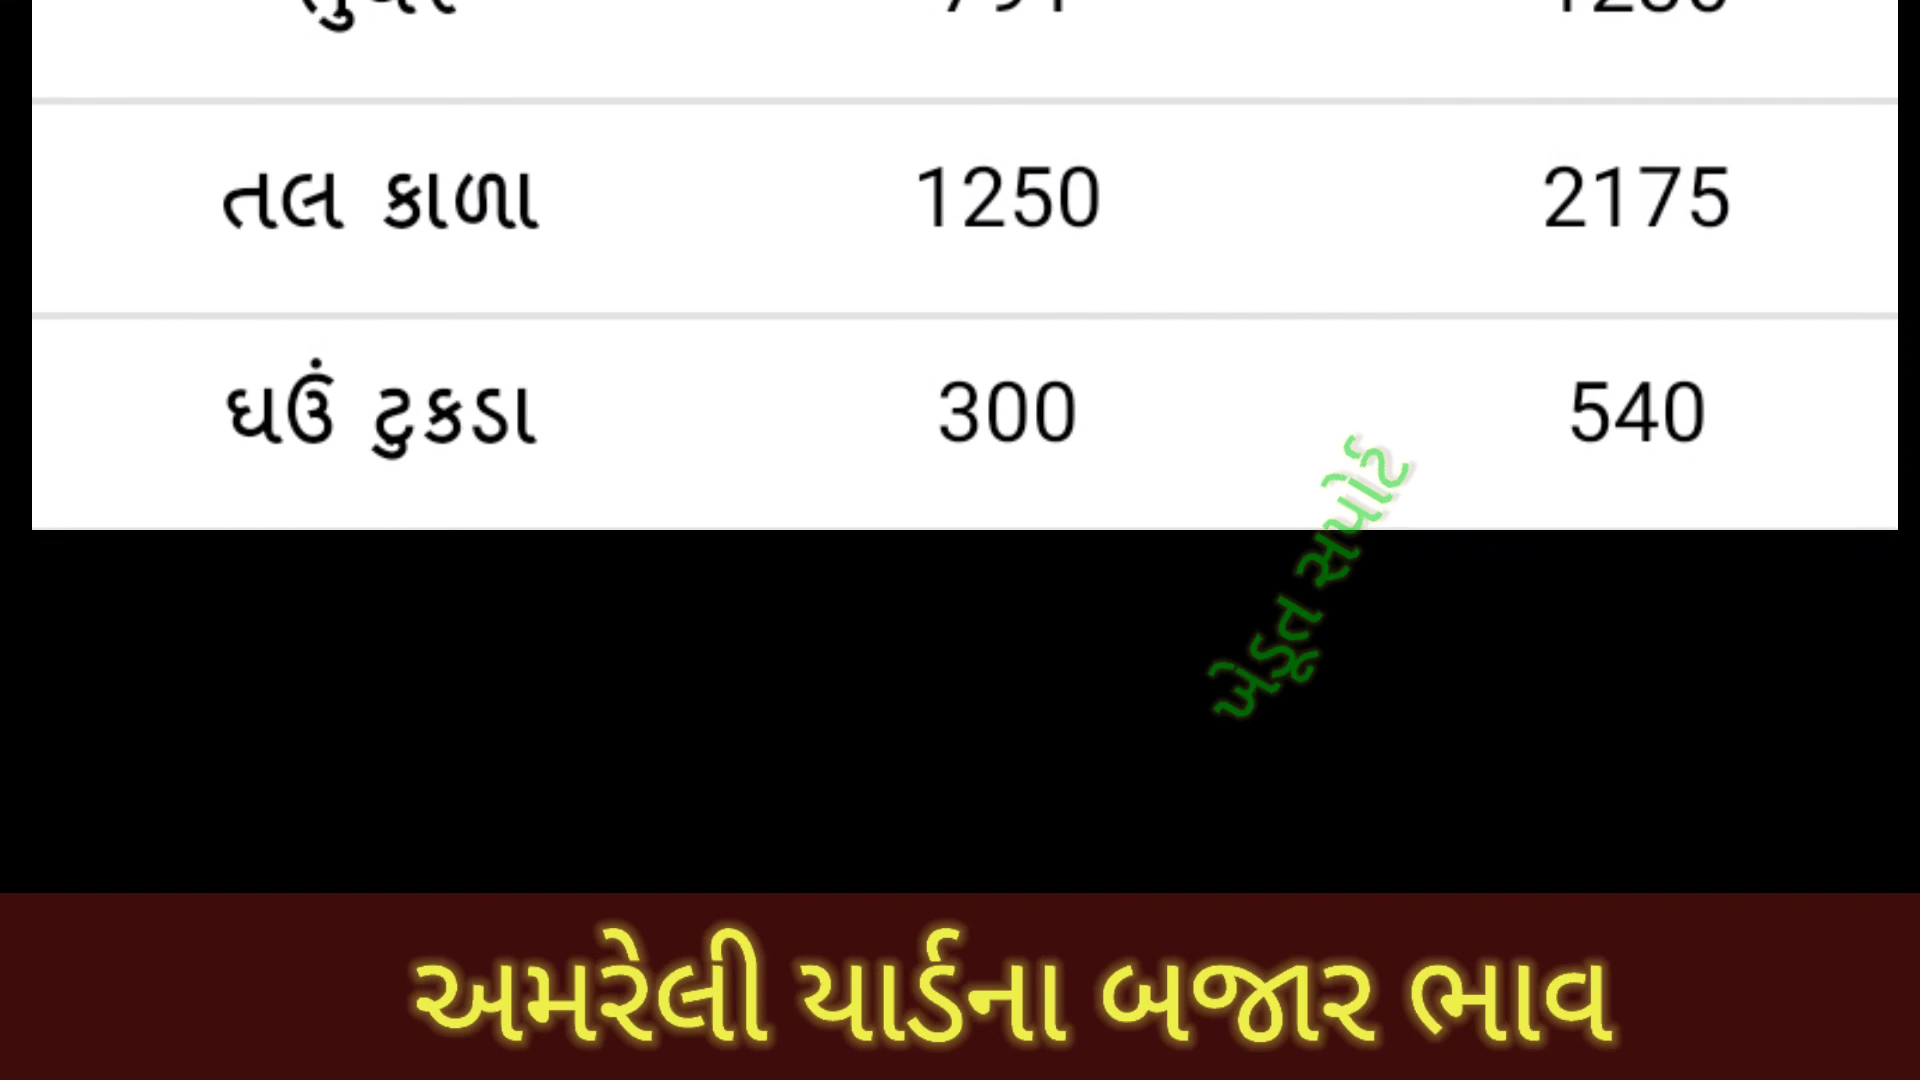 તલ કાળા 1250 2175
ઘઉં ટુકડા 300 540
ખેડૂત સપોર્ટ
અમરેલી યાર્ડના બજાર ભાવ